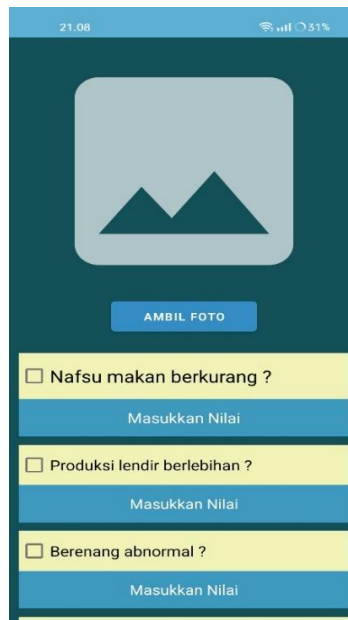 21.08
31%
AMBIL FOTO
Nafsu makan berkurang ?
Masukkan Nilai
Produksi lendir berlebihan ?
Masukkan Nilai
Berenang abnormal ?
Masukkan Nilai